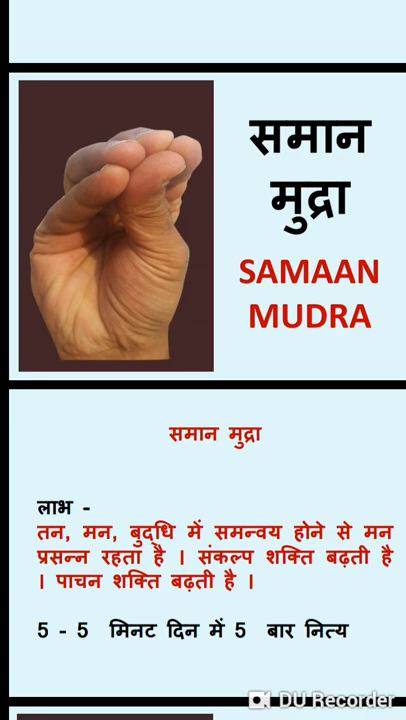 समान
मुद्रा
SAMAAN
MUDRA
समान मुद्रा
लाभ -
तन, मन, बुद्धि में समन्वय होने से मन
प्रसन्न रहता है । संकल्प शक्ति बढ़ती है
। पाचन शक्ति बढ़ती है ।
5 - 5 मिनट दिन में 5 बार नित्य
DU Recorder